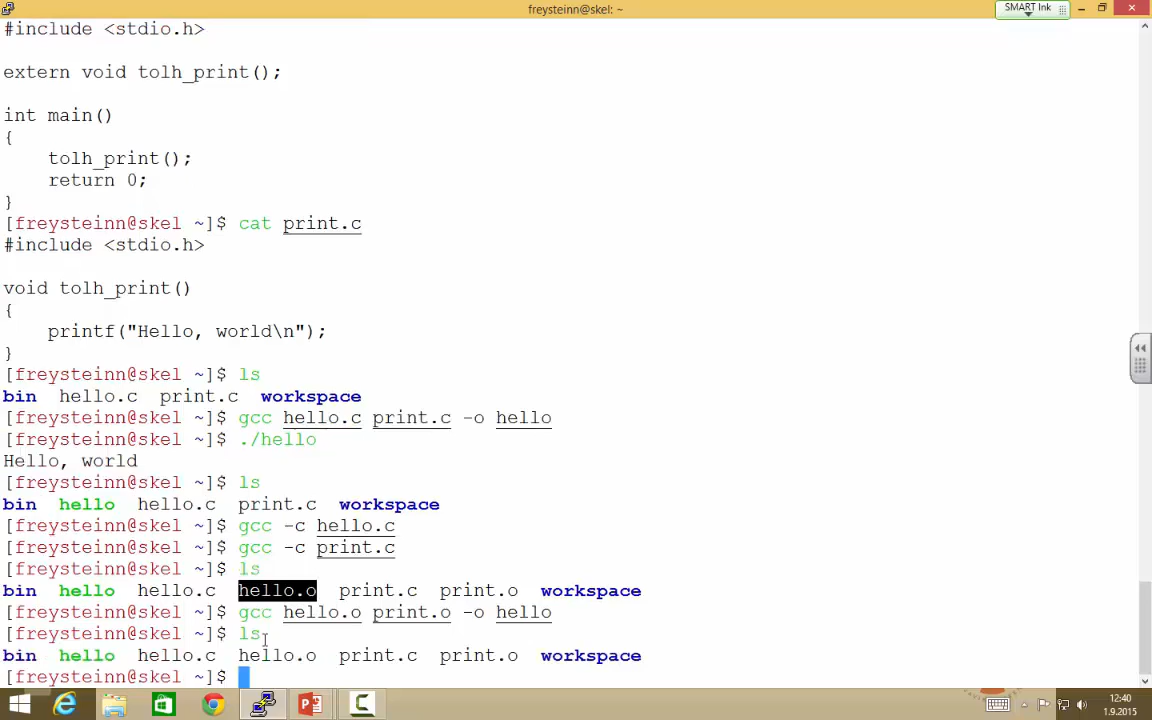 freysteinn@skel: ~
SMART Ink
#include <stdio.h>
extern void tolh_print();
int main()
{
    tolh_print();
    return 0;
}
[freysteinn@skel ~]$ cat print.c
#include <stdio.h>
void tolh_print()
{
    printf("Hello, world\n");
}
[freysteinn@skel ~]$ ls
bin  hello.c  print.c  workspace
[freysteinn@skel ~]$ gcc hello.c print.c -o hello
[freysteinn@skel ~]$ ./hello
Hello, world
[freysteinn@skel ~]$ ls
bin  hello  hello.c  print.c  workspace
[freysteinn@skel ~]$ gcc -c hello.c
[freysteinn@skel ~]$ gcc -c print.c
[freysteinn@skel ~]$ ls
bin  hello  hello.c  hello.o  print.c  print.o  workspace
[freysteinn@skel ~]$ gcc hello.o print.o -o hello
[freysteinn@skel ~]$ ls
bin  hello  hello.c  hello.o  print.c  print.o  workspace
[freysteinn@skel ~]$
12:40
1.9.2015